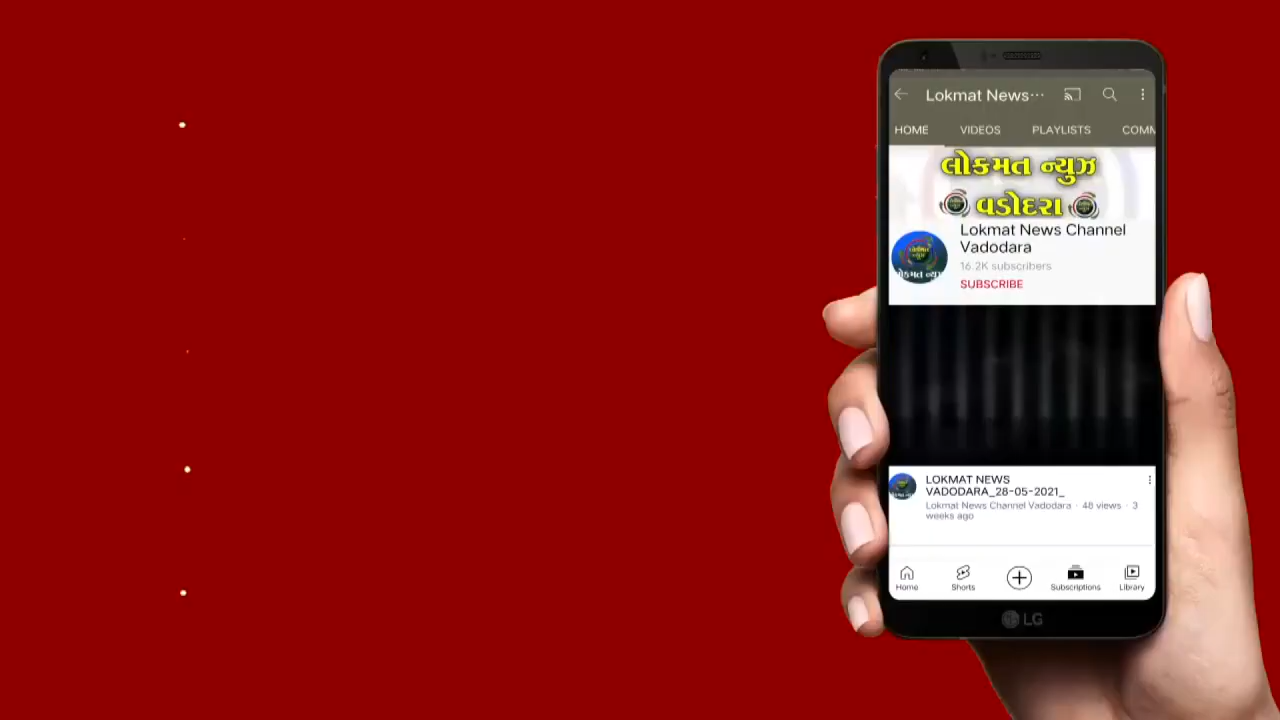 Lokmat News...
HOME VIDEOS PLAYLISTS COMM
લોકમત ન્યુઝ
વડોદરા
Lokmat News Channel
Vadodara
16.2K subscribers
SUBSCRIBE
LOKMAT NEWS
VADODARA_28-05-2021_
Lokmat News Channel Vadodara · 48 views · 3
weeks ago
Home Shorts Subscriptions Library
LG